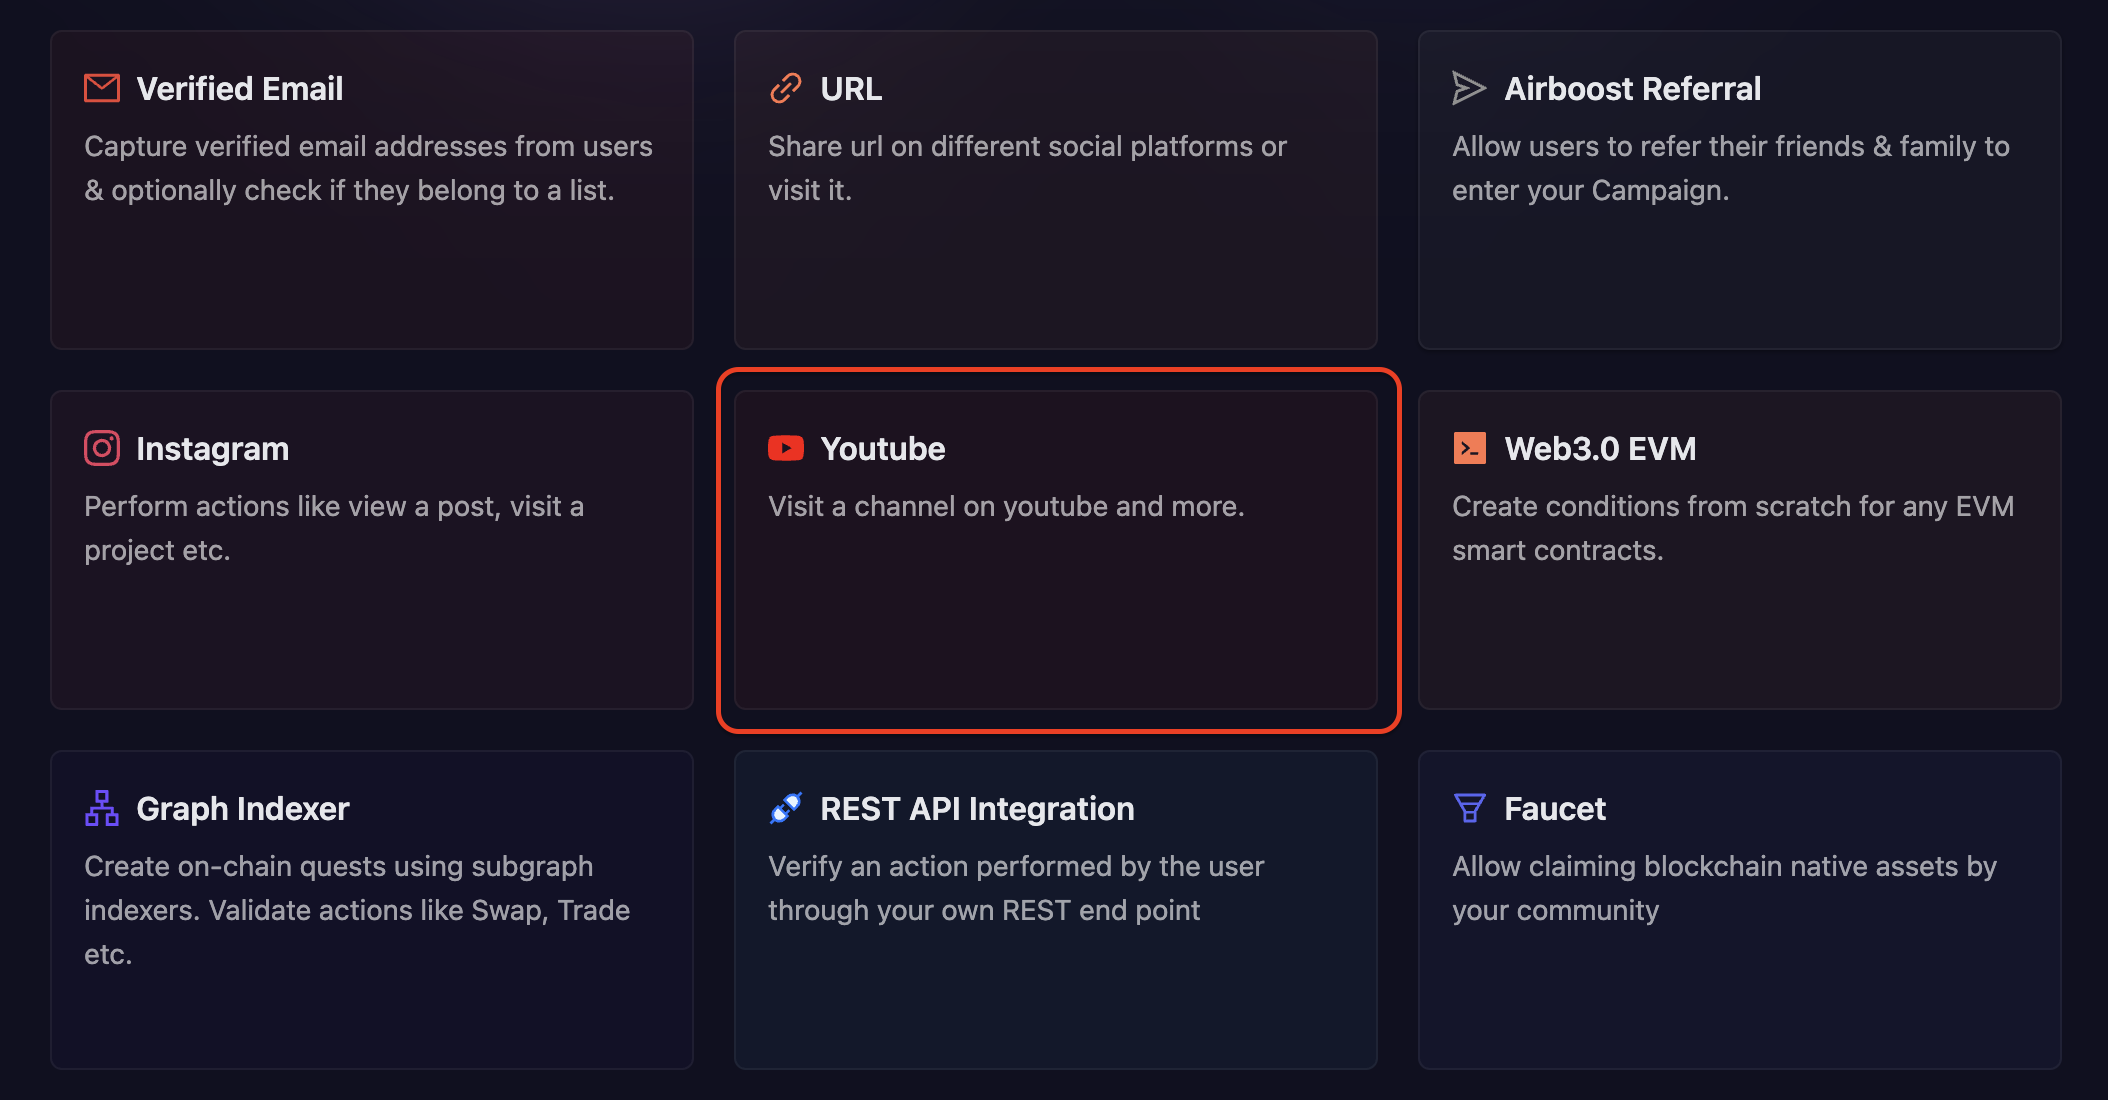 Verified Email
Capture verified email addresses from users
& optionally check if they belong to a list.
URL
Share url on different social platforms or
visit it.
Airboost Referral
Allow users to refer their friends & family to
enter your Campaign.
Instagram
Perform actions like view a post, visit a
project etc.
Youtube
Visit a channel on youtube and more.
Web3.0 EVM
Create conditions from scratch for any EVM
smart contracts.
Graph Indexer
Create on-chain quests using subgraph
indexers. Validate actions like Swap, Trade
etc.
REST API Integration
Verify an action performed by the user
through your own REST end point
Faucet
Allow claiming blockchain native assets by
your community